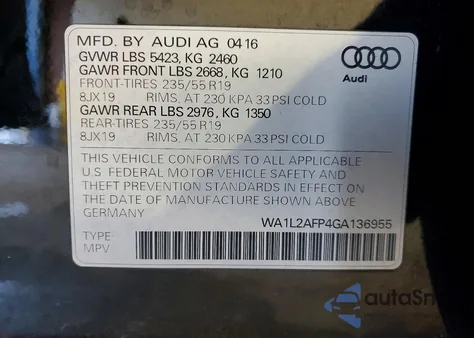 MFD. BY AUDI AG 04 16
GVWR LBS 5423, KG 2460
GAWR FRONT LBS 2668, KG 1210
FRONT-TIRES 235/55 R19
8JX19 RIMS, AT 230 KPA 33 PSI COLD
GAWR REAR LBS 2976, KG 1350
REAR-TIRES 235/55 R19
8JX19 RIMS, AT 230 KPA 33 PSI COLD
Audi
THIS VEHICLE CONFORMS TO ALL APPLICABLE
U.S. FEDERAL MOTOR VEHICLE SAFETY AND
THEFT PREVENTION STANDARDS IN EFFECT ON
THE DATE OF MANUFACTURE SHOWN ABOVE
GERMANY
WA1L2AFP4GA136955
TYPE:
MPV